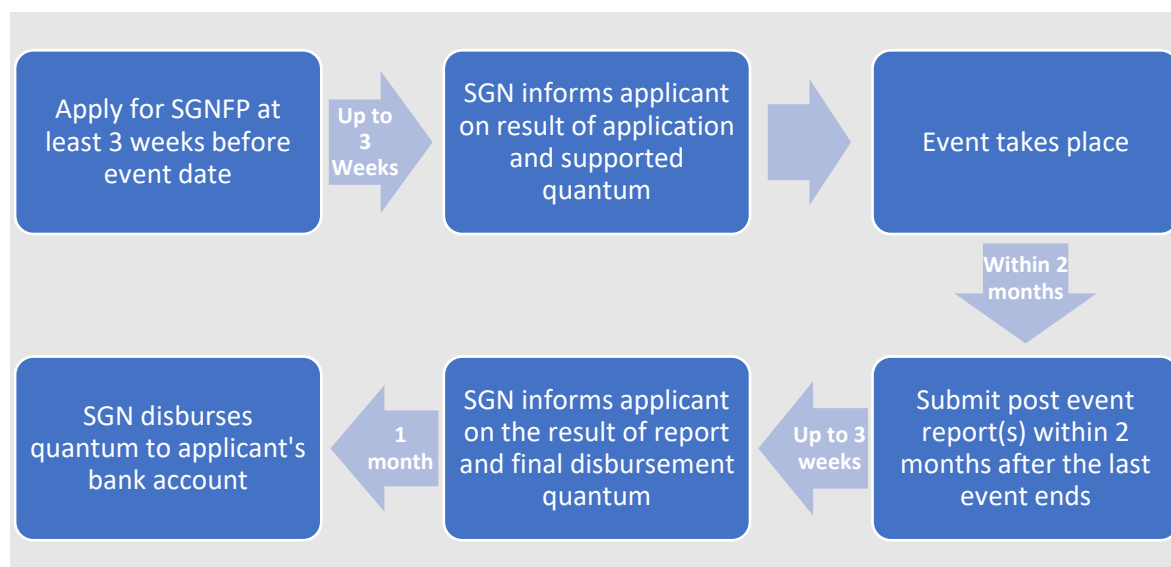 Apply for SGNFP at
least 3 weeks before
event date
Up to
3
Weeks
SGN informs applicant
on result of application
and supported
quantum
Event takes place
Within 2
months
Submit post event
report(s) within 2
months after the last
event ends
Up to 3
weeks
SGN informs applicant
on the result of report
and final disbursement
quantum
1
month
SGN disburses
quantum to applicant's
bank account